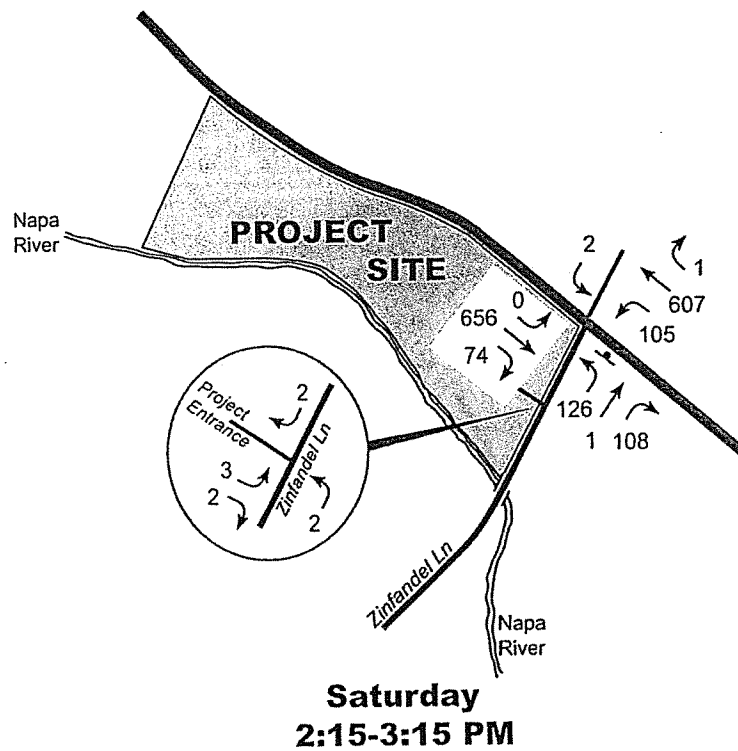 Napa
River
PROJECT
SITE
2
1
607
105
0
656
74
126
1
108
Project
Entrance
2
Zinfandel Ln
3
2
2
Zinfandel Ln
Napa
River
Saturday
2:15-3:15 PM